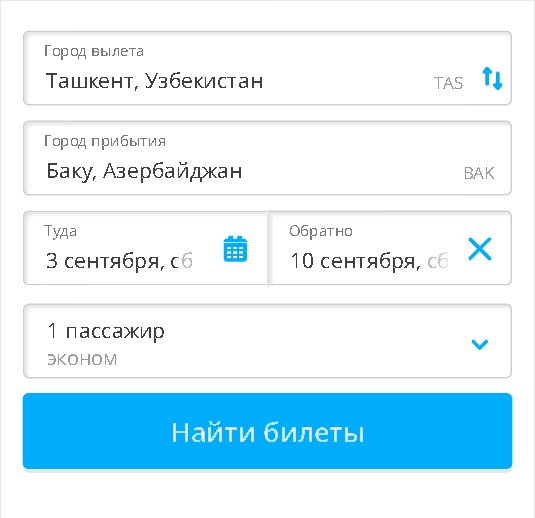 Город вылета
Ташкент, Узбекистан TAS
Город прибытия
Баку, Азербайджан BAK
Туда
3 сентября, сб
Обратно
10 сентября, сб
1 пассажир
эконом
Найти билеты